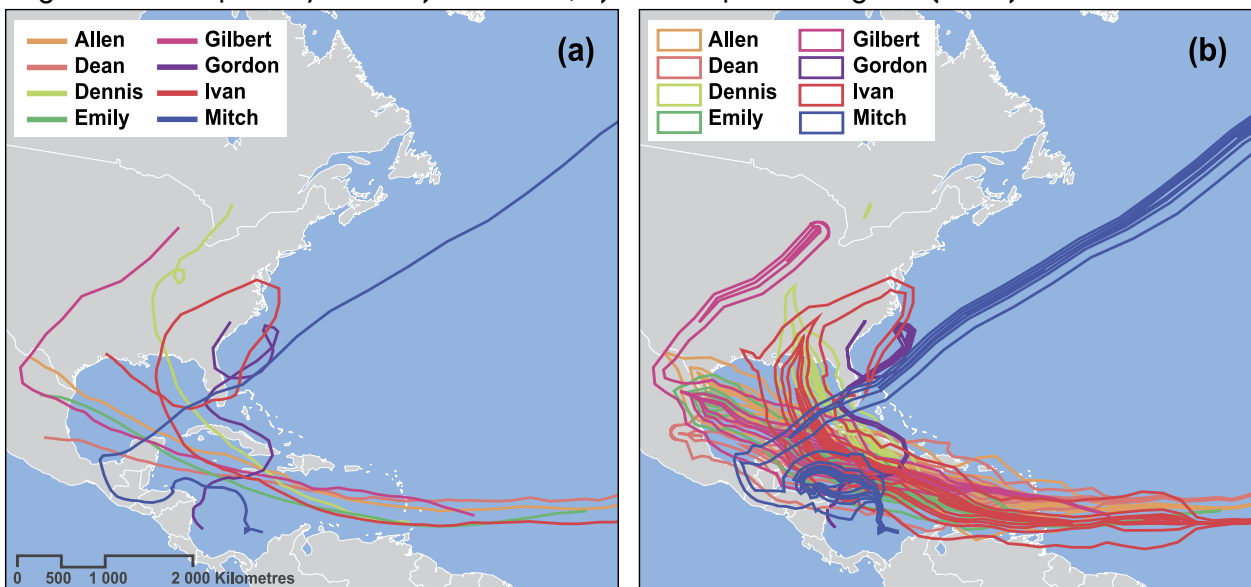 (a)
Allen Gilbert
Dean Gordon
Dennis Ivan
Emily Mitch
0 500 1 000 2 000 Kilometres
(b)
Allen Gilbert
Dean Gordon
Dennis Ivan
Emily Mitch